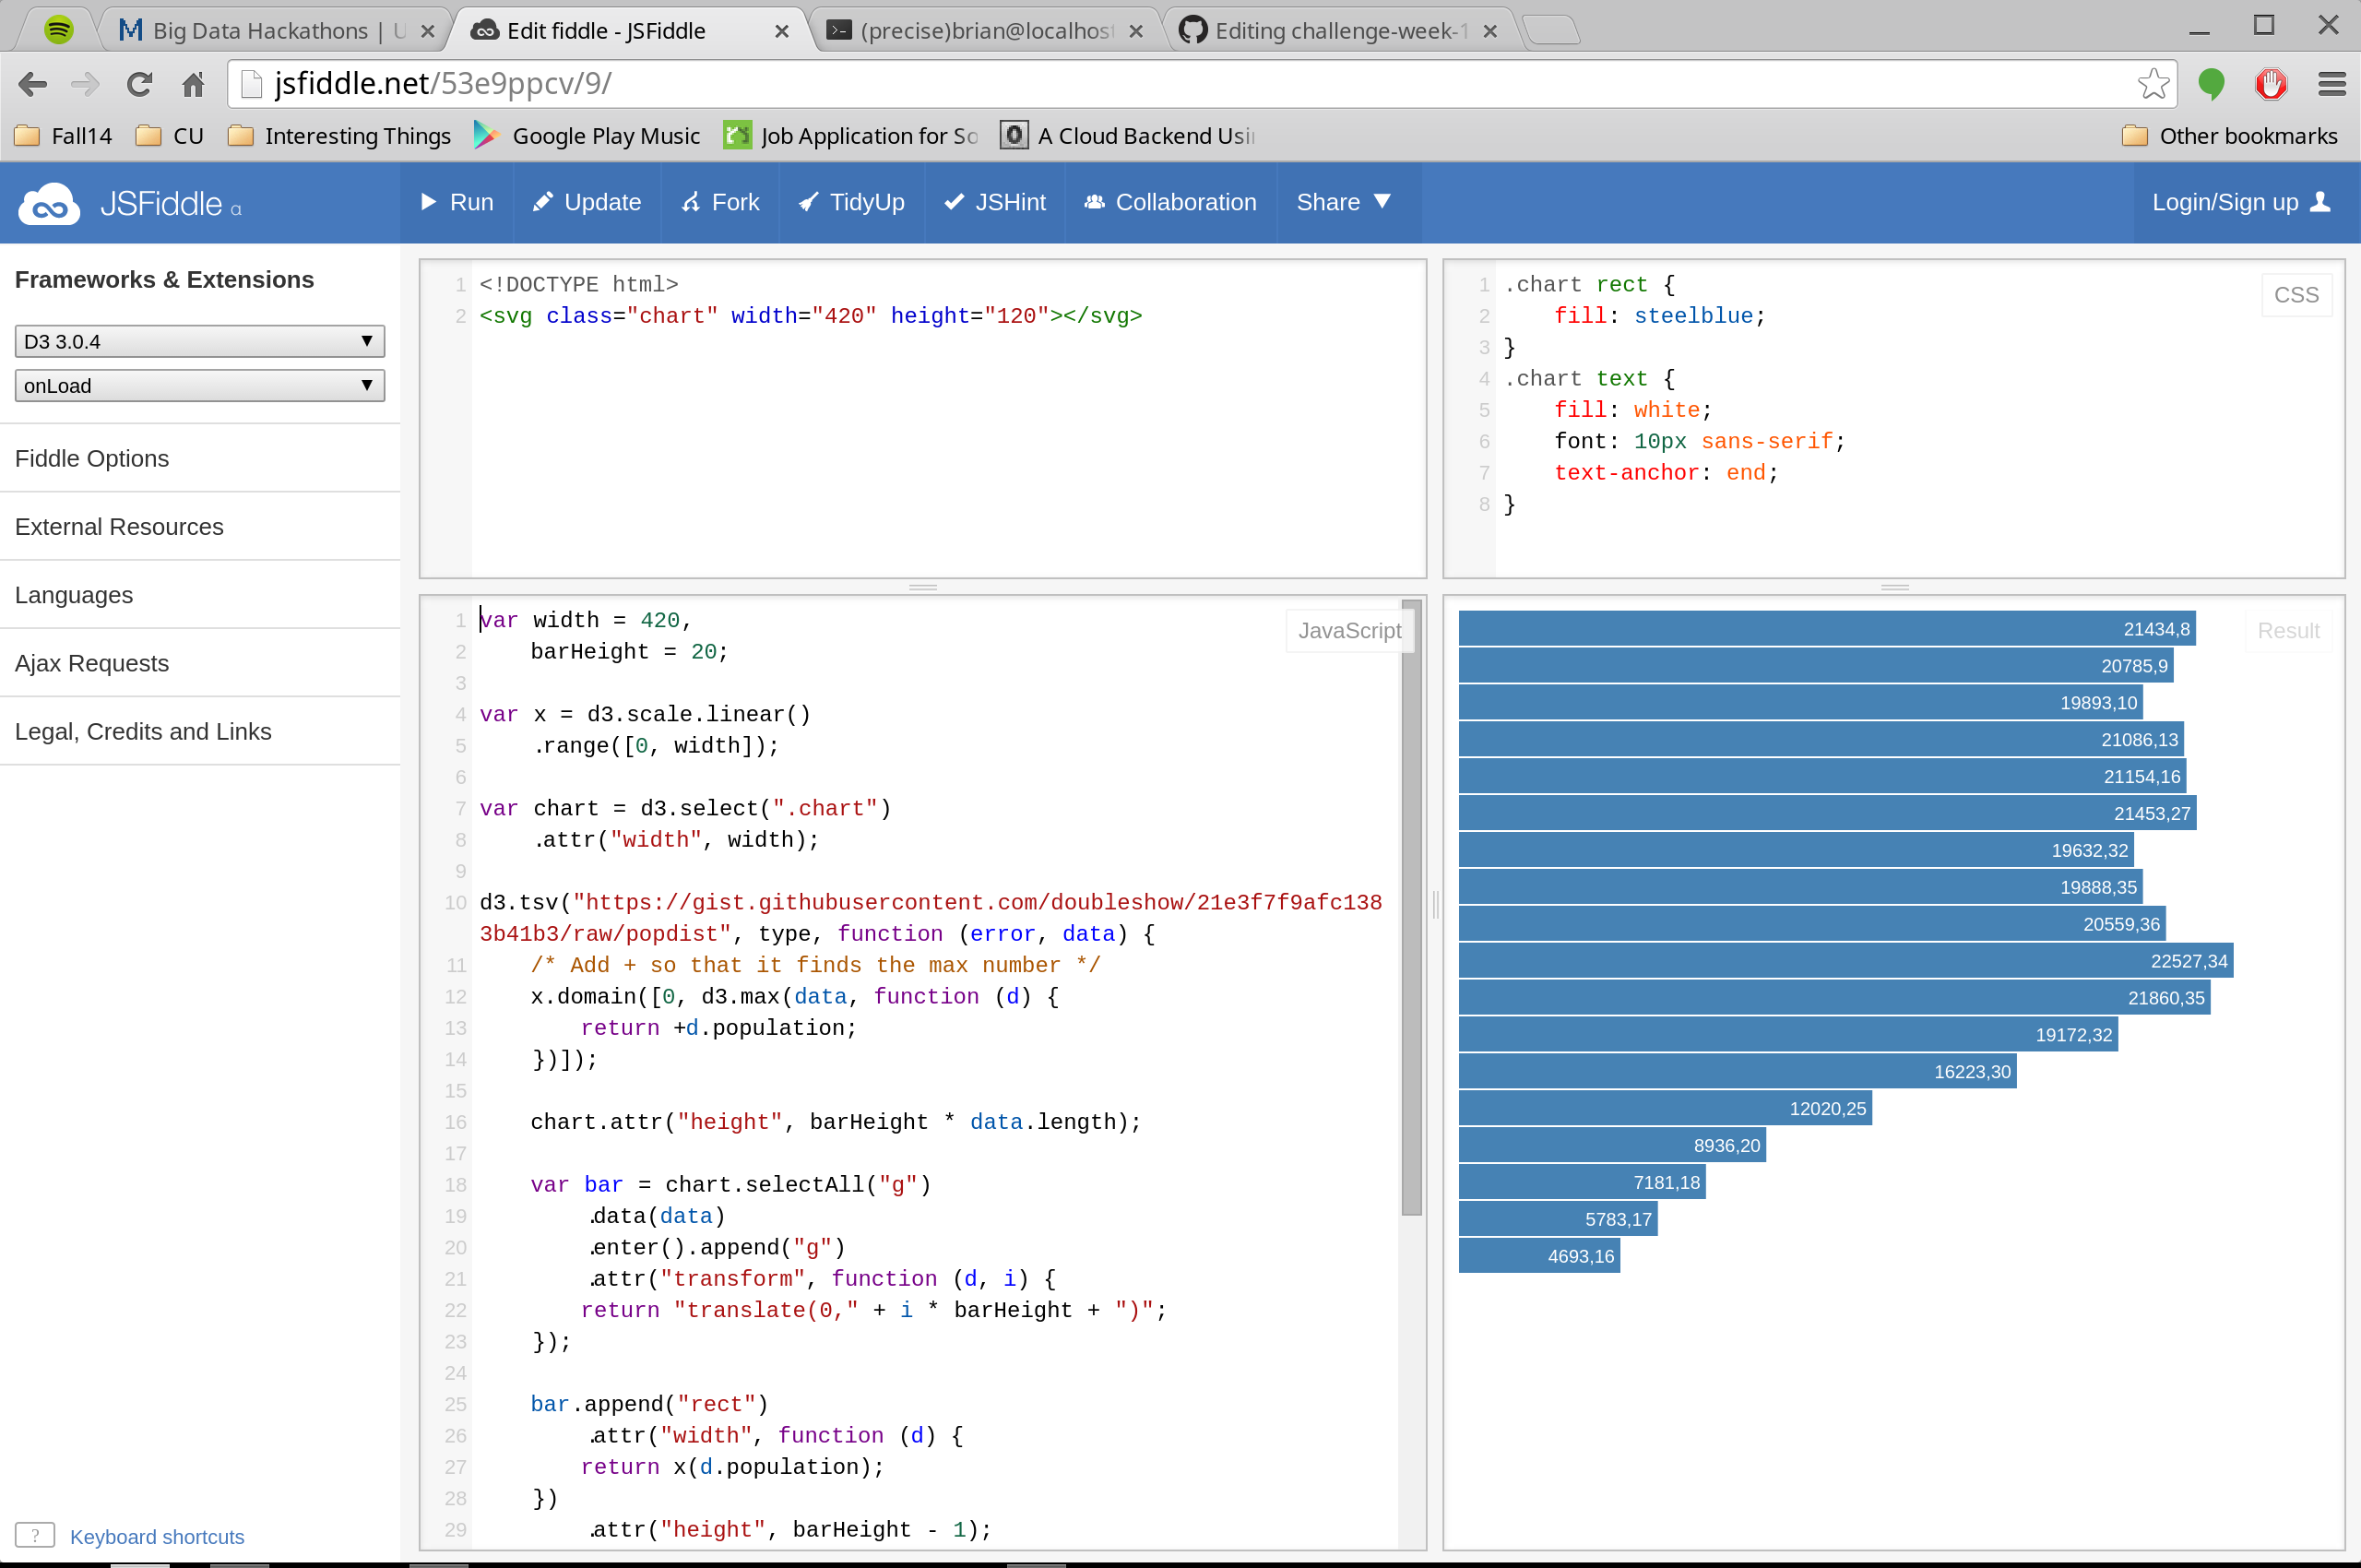 Big Data Hackathons | U
Edit fiddle - JSFiddle
(precise)brian@localhost
Editing challenge-week-1
jsfiddle.net/53e9ppcv/9/
Fall14
CU
Interesting Things
Google Play Music
Job Application for So
A Cloud Backend Usi
Other bookmarks
JSFiddle α
Run
Update
Fork
TidyUp
JSHint
Collaboration
Share
Login/Sign up
Frameworks & Extensions
D3 3.0.4
onLoad
Fiddle Options
External Resources
Languages
Ajax Requests
Legal, Credits and Links
? Keyboard shortcuts
1 <!DOCTYPE html>
2 <svg class="chart" width="420" height="120"></svg>
CSS
1 .chart rect {
2 fill: steelblue;
3 }
4 .chart text {
5 fill: white;
6 font: 10px sans-serif;
7 text-anchor: end;
8 }
JavaScript
1 var width = 420,
2 barHeight = 20;
3
4 var x = d3.scale.linear()
5 .range([0, width]);
6
7 var chart = d3.select(".chart")
8 .attr("width", width);
9
10 d3.tsv("https://gist.githubusercontent.com/doubleshow/21e3f7f9afc138
3b41b3/raw/popdist", type, function (error, data) {
11 /* Add + so that it finds the max number */
12 x.domain([0, d3.max(data, function (d) {
13 return +d.population;
14 })]);
15
16 chart.attr("height", barHeight * data.length);
17
18 var bar = chart.selectAll("g")
19 .data(data)
20 .enter().append("g")
21 .attr("transform", function (d, i) {
22 return "translate(0," + i * barHeight + ")";
23 });
24
25 bar.append("rect")
26 .attr("width", function (d) {
27 return x(d.population);
28 })
29 .attr("height", barHeight - 1);
Result
21434,8
20785,9
19893,10
21086,13
21154,16
21453,27
19632,32
19888,35
20559,36
22527,34
21860,35
19172,32
16223,30
12020,25
8936,20
7181,18
5783,17
4693,16